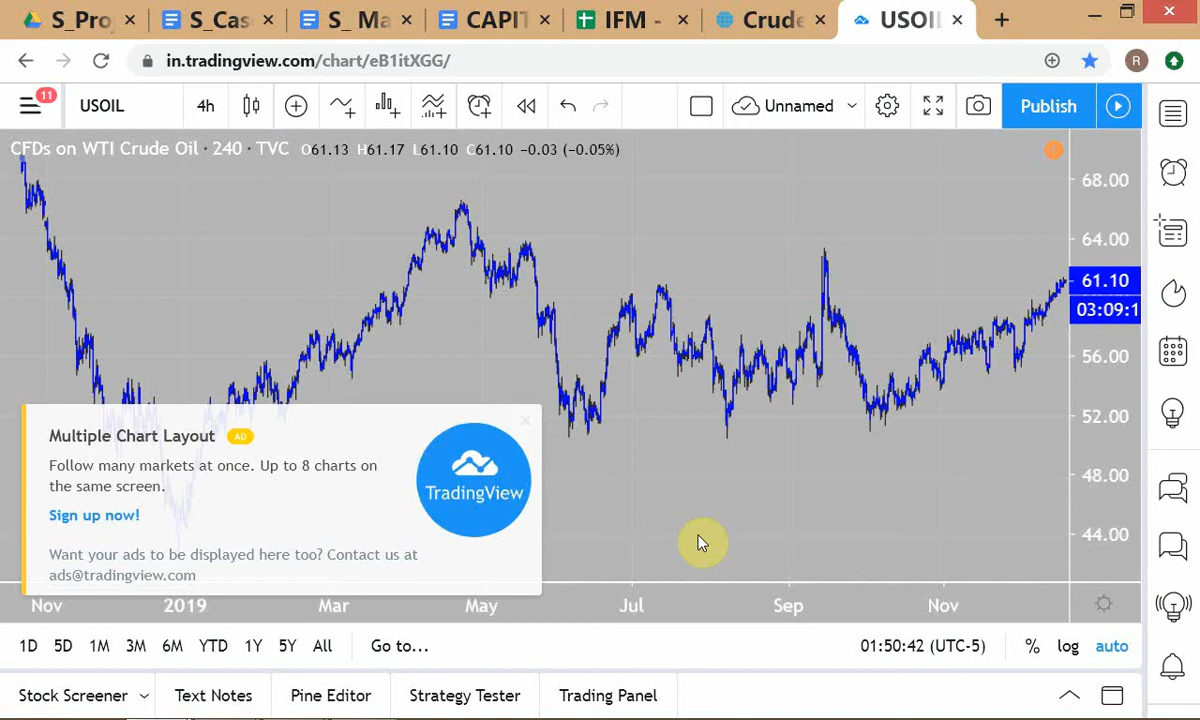 S_Proj
S_Cas
S_ Ma
CAPIT
IFM -
Crude
USOIL
in.tradingview.com/chart/eB1itXGG/
R
11
USOIL
4h
Unnamed
Publish
CFDs on WTI Crude Oil · 240 · TVC O61.13 H61.17 L61.10 C61.10 −0.03 (−0.05%)
68.00
64.00
61.10
03:09:1
56.00
52.00
48.00
44.00
Multiple Chart Layout AD
Follow many markets at once. Up to 8 charts on
the same screen.
Sign up now!
Want your ads to be displayed here too? Contact us at
ads@tradingview.com
TradingView
Nov 2019 Mar May Jul Sep Nov
1D 5D 1M 3M 6M YTD 1Y 5Y All Go to... 01:50:42 (UTC-5) % log auto
Stock Screener Text Notes Pine Editor Strategy Tester Trading Panel